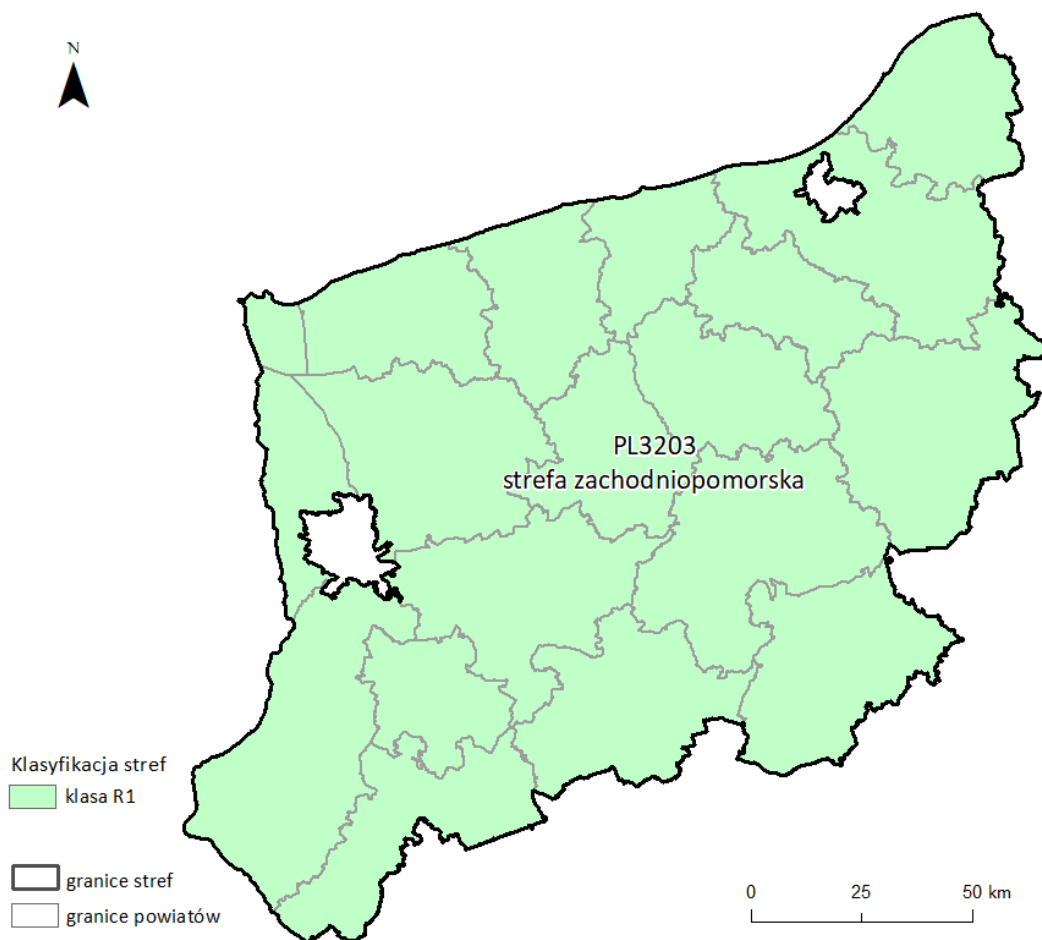 N
PL3203
strefa zachodniopomorska
Klasyfikacja stref
klasa R1
granice stref
granice powiatów
0 25 50 km